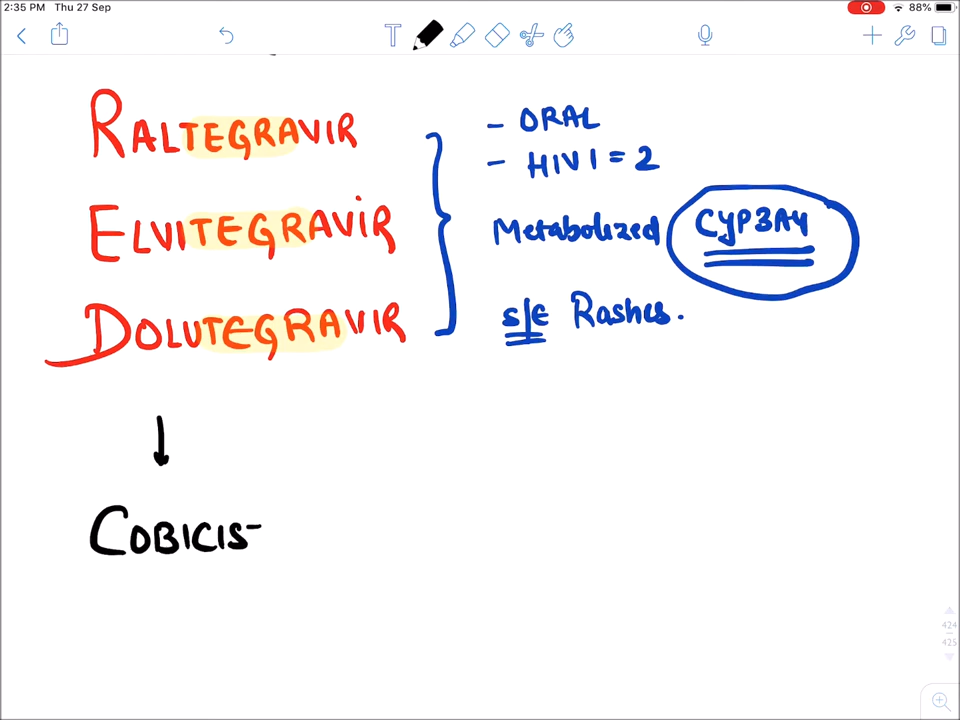 2:35 PM Thu 27 Sep 88%
RALTEGRAVIR
ELVITEGRAVIR
DOLUTEGRAVIR
- ORAL
- HIV 1 = 2
Metabolized CYP3A4
S/E Rashes.
COBICIS
T
424
425